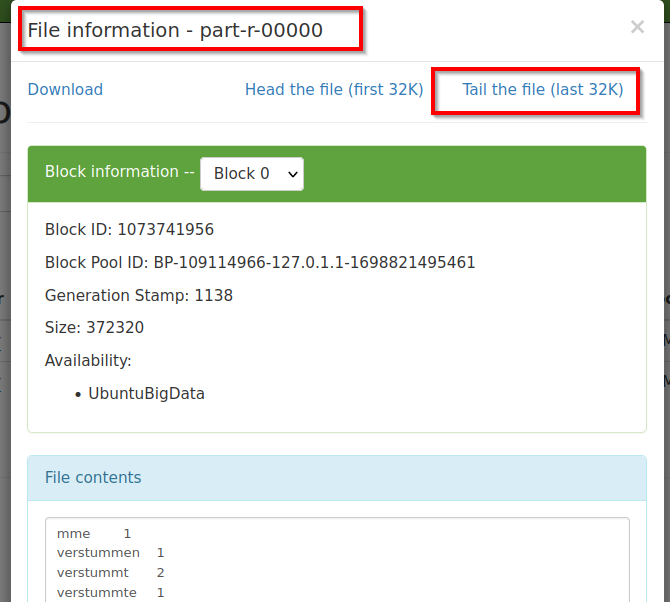 File information - part-r-00000
×
Download Head the file (first 32K) Tail the file (last 32K)
Block information -- Block 0
Block ID: 1073741956
Block Pool ID: BP-109114966-127.0.1.1-1698821495461
Generation Stamp: 1138
Size: 372320
Availability:
• UbuntuBigData
File contents
mme 1
verstummen 1
verstummt 2
verstummte 1